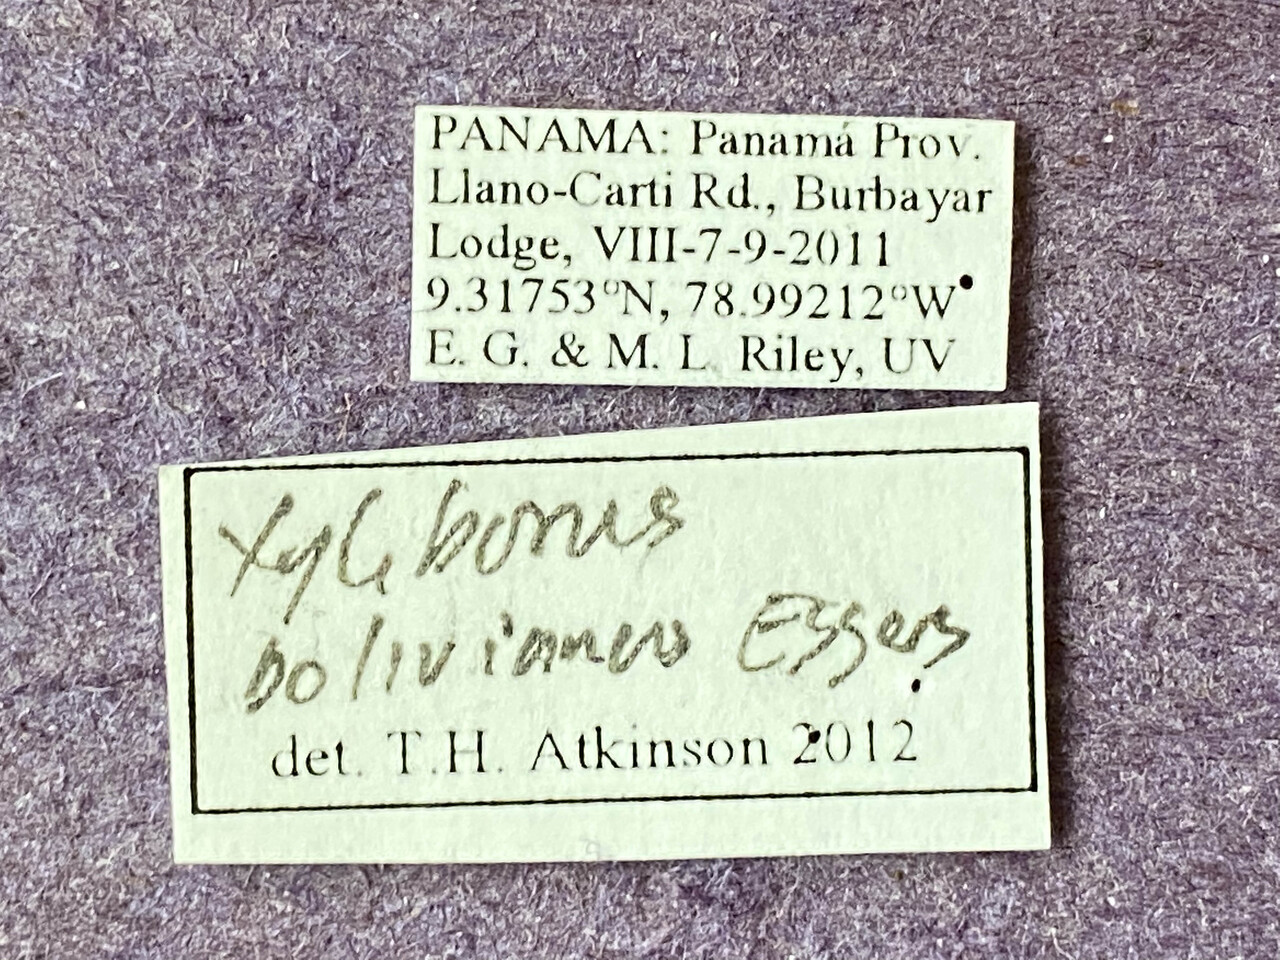 PANAMA: Panamá Prov.
Llano-Carti Rd., Burbayar
Lodge, VIII-7-9-2011
9.31753°N, 78.99212°W
E. G. & M. L. Riley, UV
Xyleborus
bolivianus Eggers
det. T.H. Atkinson 2012